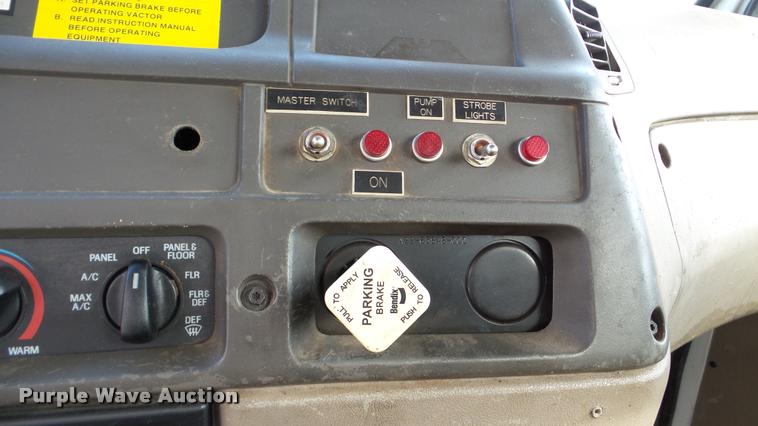 A. SET PARKING BRAKE BEFORE
OPERATING VACTOR
B. READ INSTRUCTION MANUAL
BEFORE OPERATING
EQUIPMENT
MASTER SWITCH
PUMP
ON
STROBE
LIGHTS
ON
OFF
PANEL
PANEL &
FLOOR
A/C
FLR
MAX
A/C
FLR &
DEF
DEF
WARM
PULL TO APPLY
PARKING
BRAKE
Bendix
PUSH TO RELEASE
Purple Wave Auction